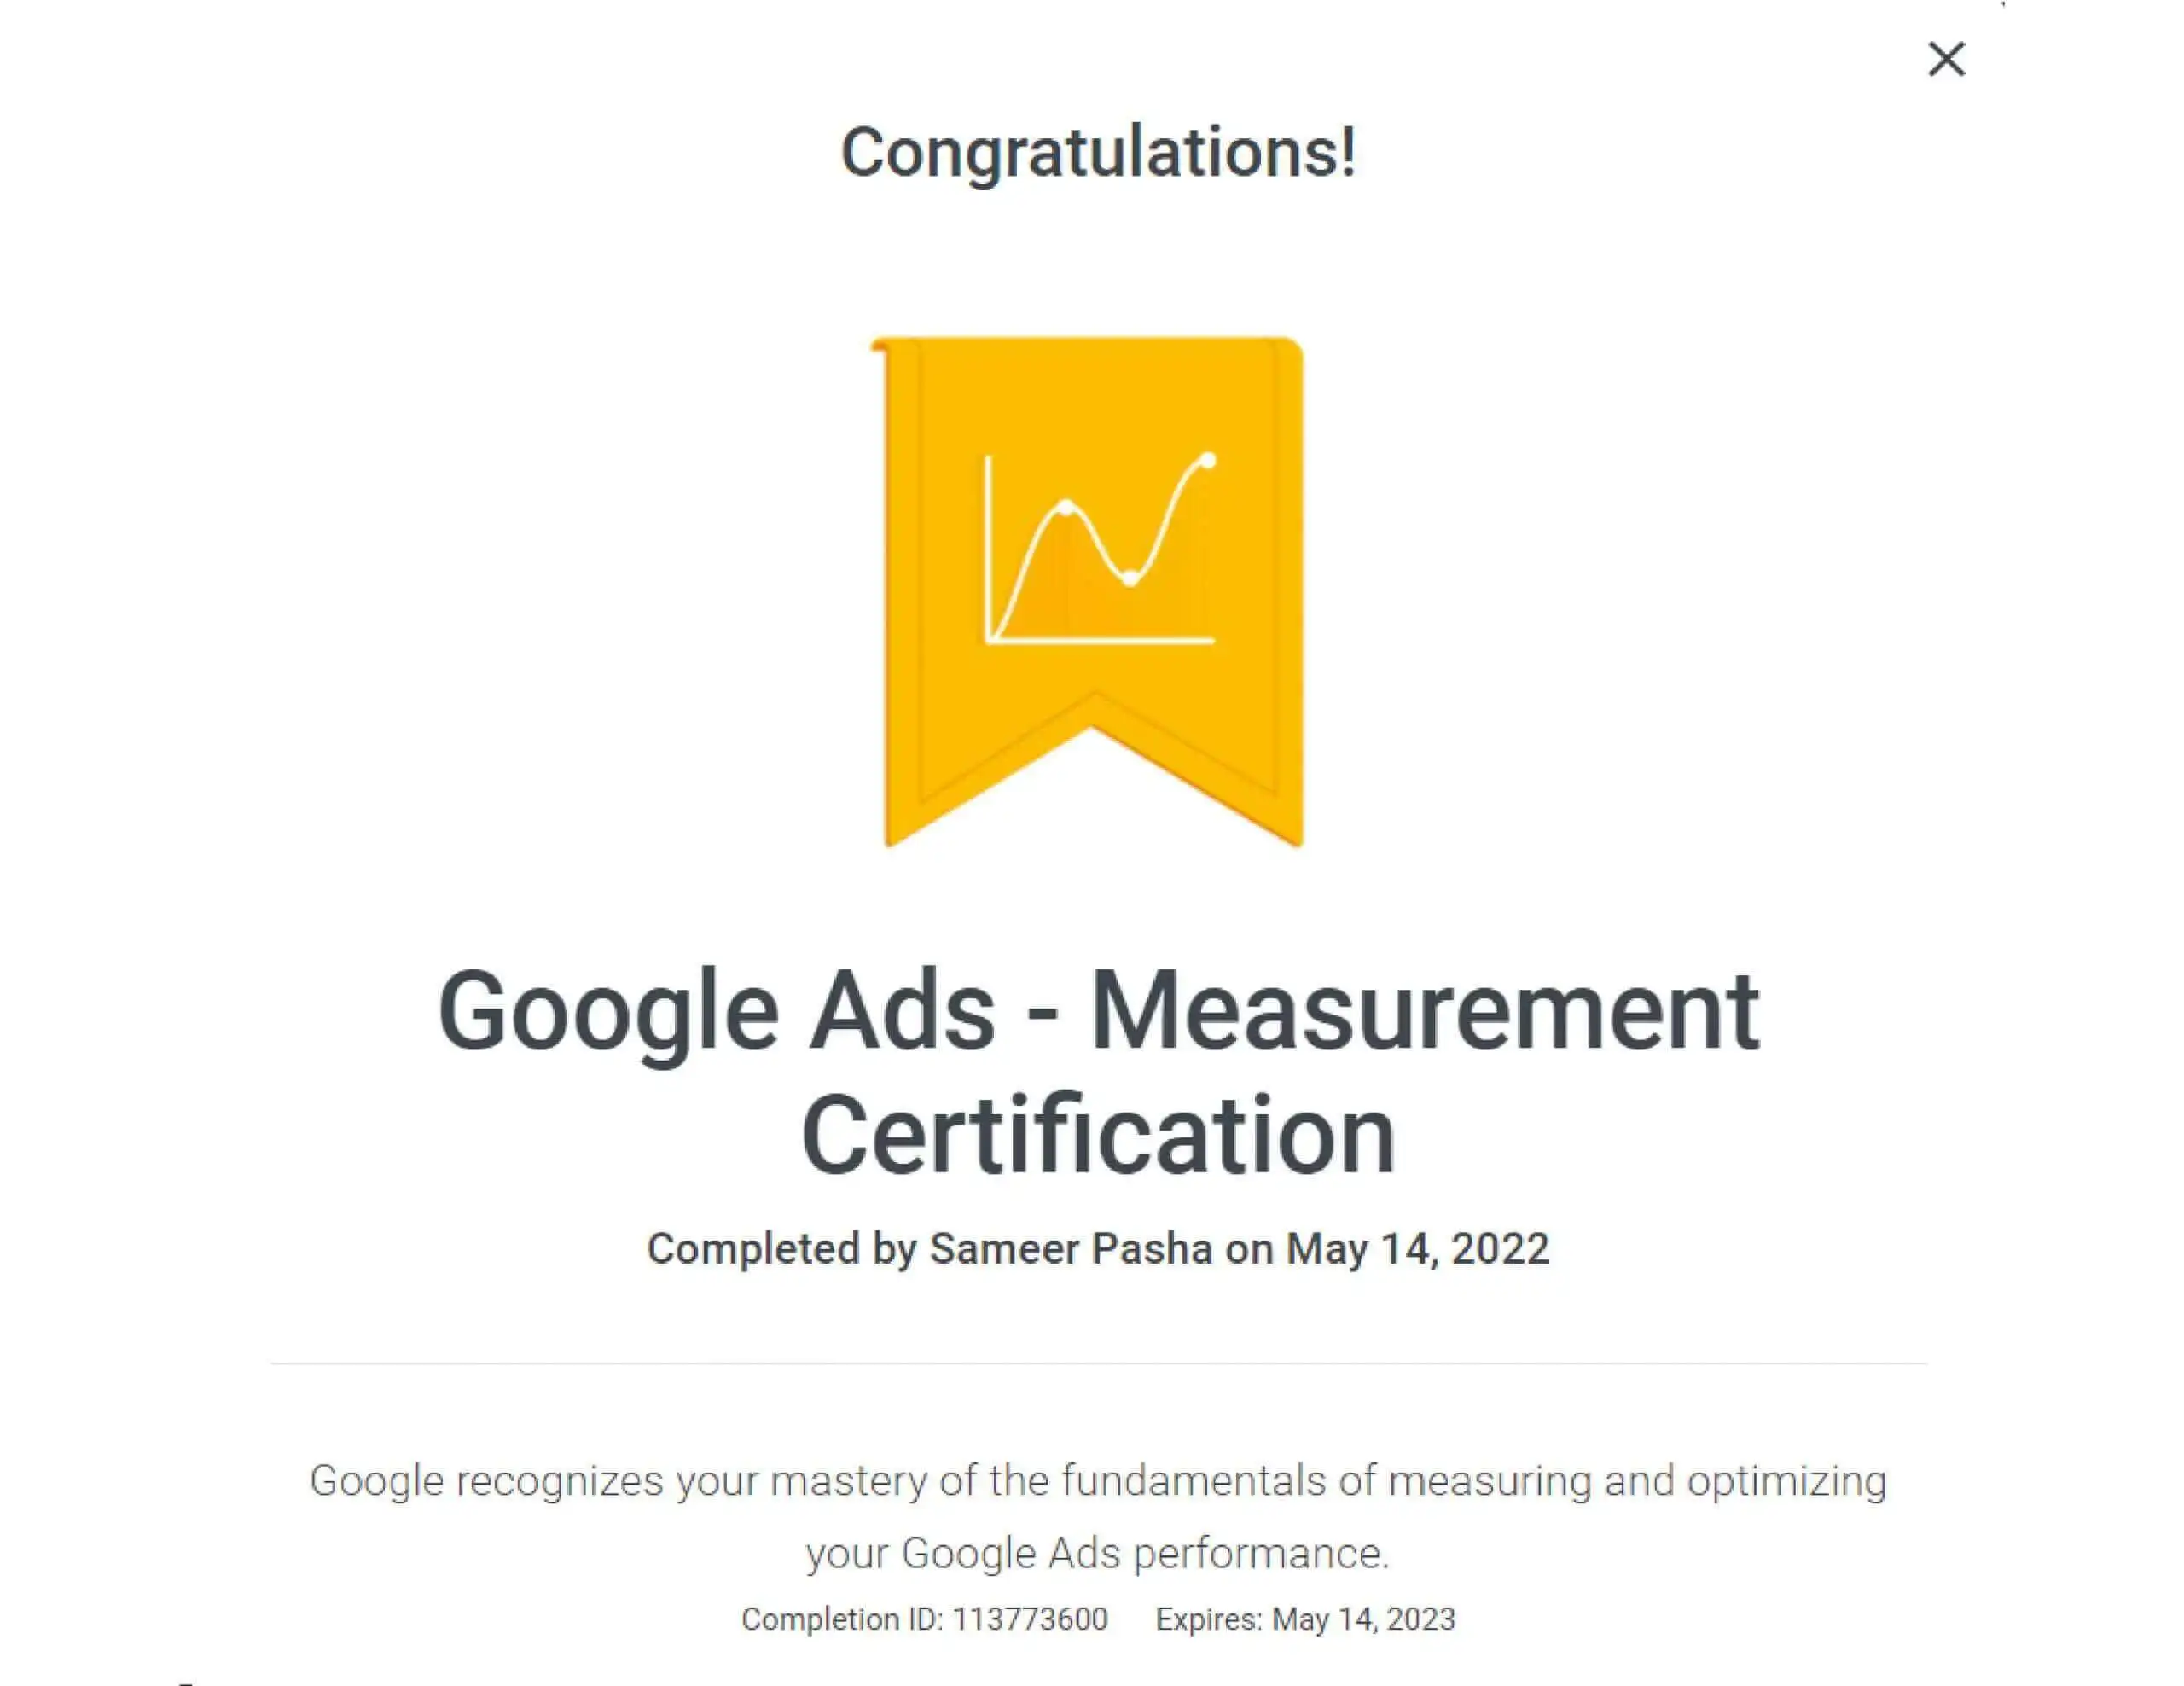 Congratulations!
Google Ads - Measurement
Certification
Completed by Sameer Pasha on May 14, 2022
Google recognizes your mastery of the fundamentals of measuring and optimizing
your Google Ads performance.
Completion ID: 113773600 Expires: May 14, 2023